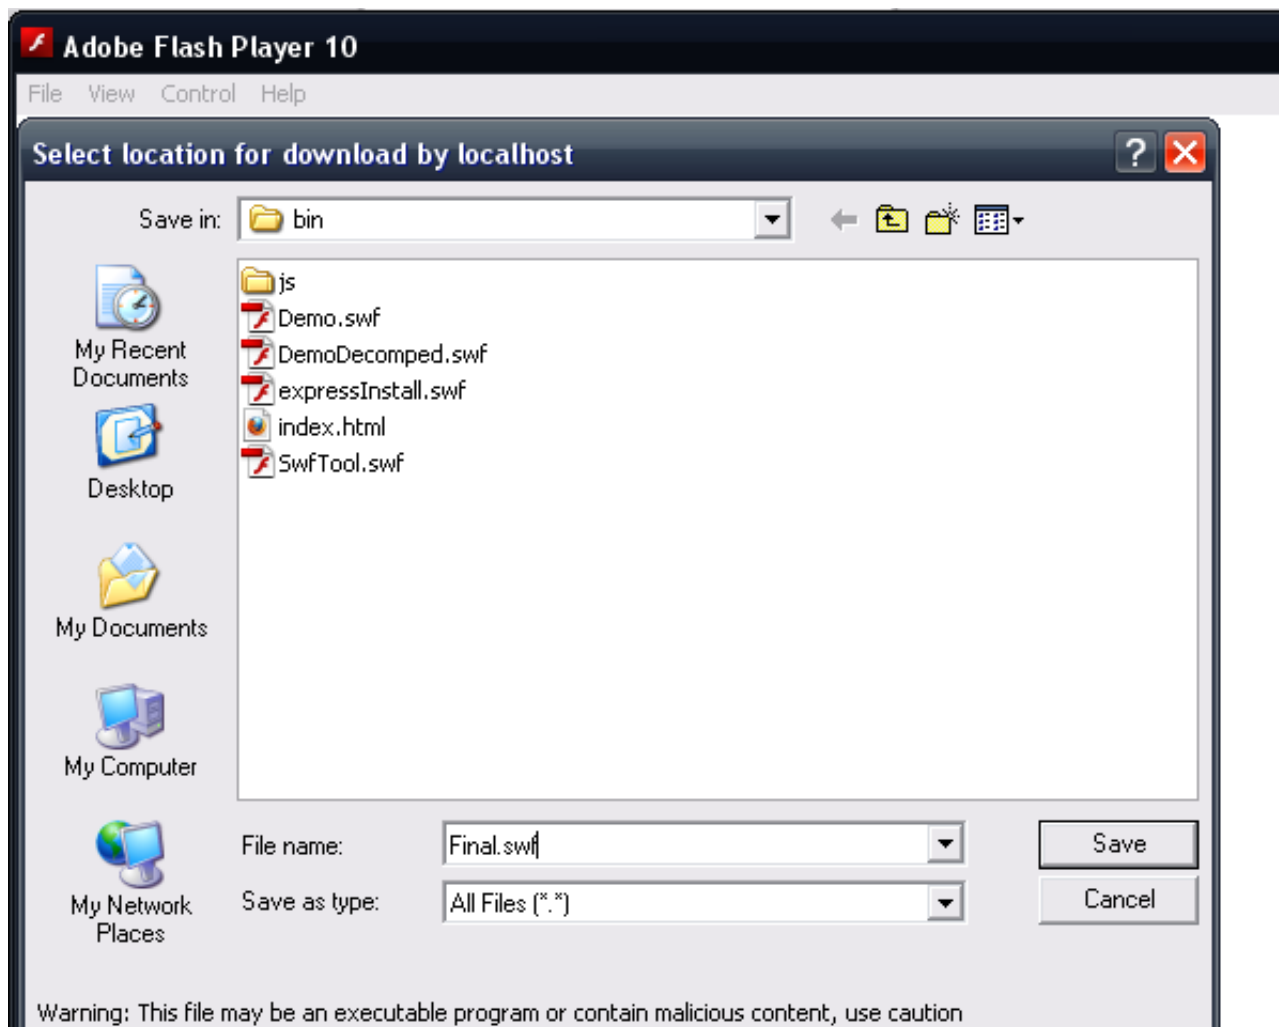 Adobe Flash Player 10
File View Control Help
Select location for download by localhost
Save in: bin
js
Demo.swf
DemoDecomped.swf
expressInstall.swf
index.html
SwfTool.swf
My Recent
Documents
Desktop
My Documents
My Computer
My Network
Places
File name: Final.swf Save
Save as type: All Files (*.*) Cancel
Warning: This file may be an executable program or contain malicious content, use caution